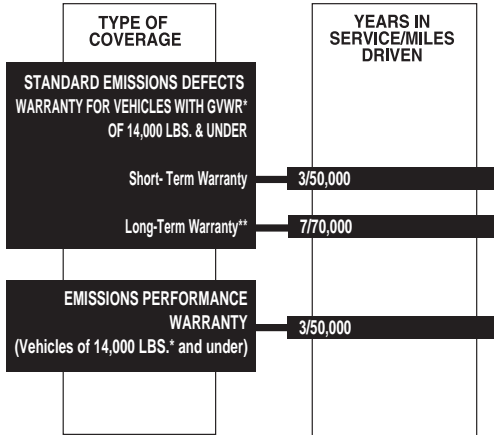 TYPE OF
COVERAGE
YEARS IN
SERVICE/MILES
DRIVEN
STANDARD EMISSIONS DEFECTS
WARRANTY FOR VEHICLES WITH GVWR*
OF 14,000 LBS. & UNDER
Short- Term Warranty
3/50,000
Long-Term Warranty**
7/70,000
EMISSIONS PERFORMANCE
WARRANTY
(Vehicles of 14,000 LBS.* and under)
3/50,000